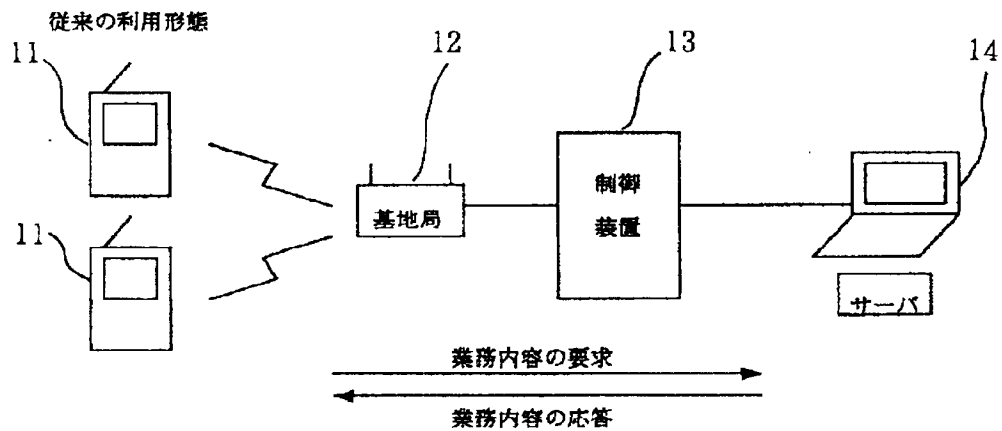 従来の利用形態
11
12
13
14
基地局
制御
装置
11
サーバ
業務内容の要求
業務内容の応答